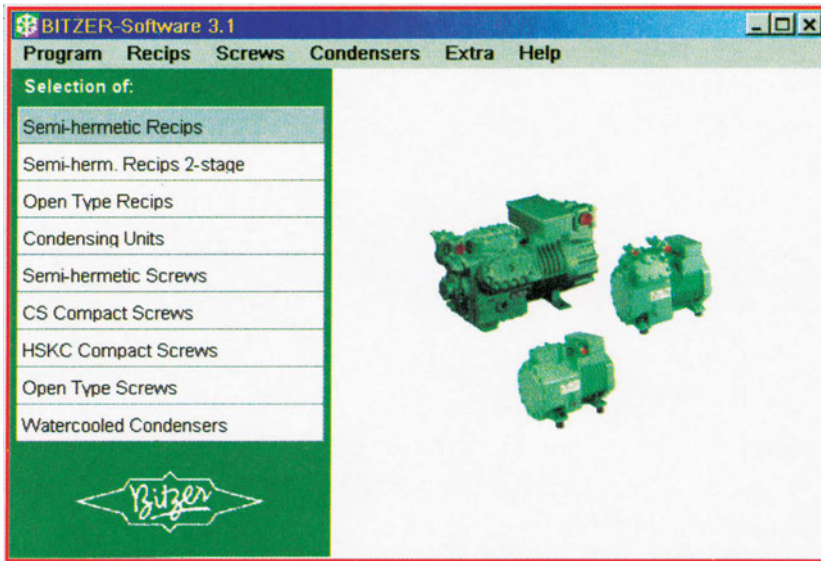 BITZER-Software 3.1
Program Recips Screws Condensers Extra Help
Selection of:
Semi-hermetic Recips
Semi-herm. Recips 2-stage
Open Type Recips
Condensing Units
Semi-hermetic Screws
CS Compact Screws
HSKC Compact Screws
Open Type Screws
Watercooled Condensers
Bitzer